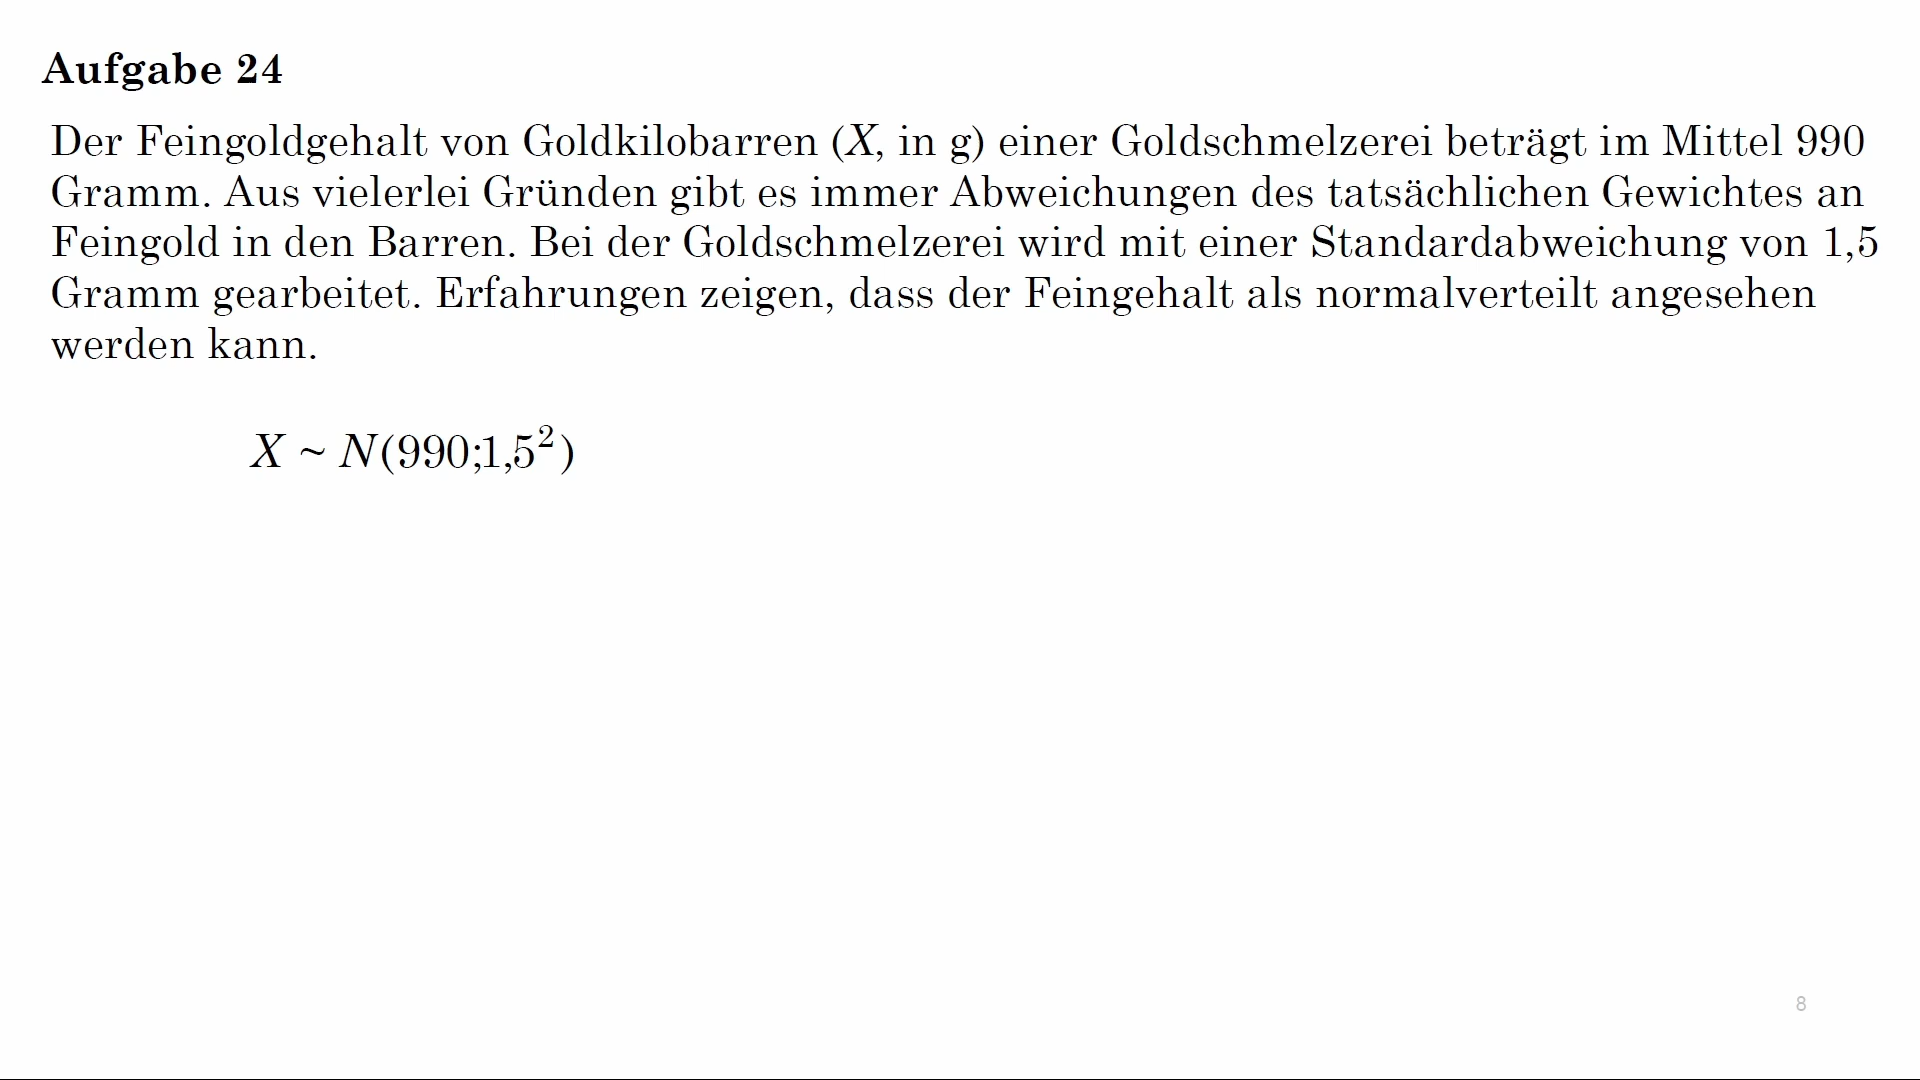 Aufgabe 24
Der Feingoldgehalt von Goldkilobarren (X, in g) einer Goldschmelzerei beträgt im Mittel 990
Gramm. Aus vielerlei Gründen gibt es immer Abweichungen des tatsächlichen Gewichtes an
Feingold in den Barren. Bei der Goldschmelzerei wird mit einer Standardabweichung von 1,5
Gramm gearbeitet. Erfahrungen zeigen, dass der Feingehalt als normalverteilt angesehen
werden kann.
X ~ N(990;1,5²)
8